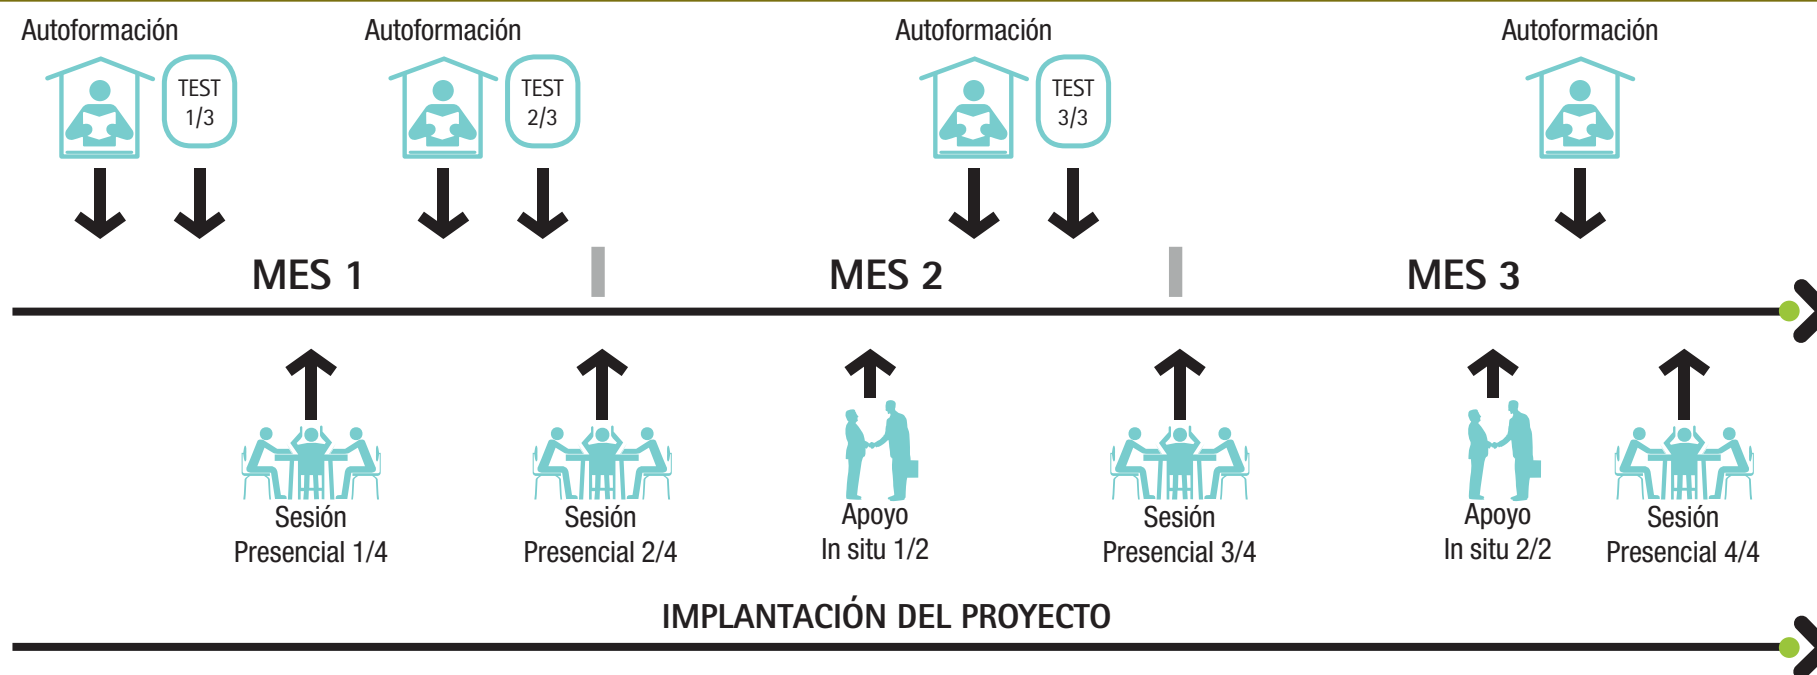 Autoformación
TEST
1/3
Autoformación
TEST
2/3
Autoformación
TEST
3/3
Autoformación
MES 1
MES 2
MES 3
Sesión
Presencial 1/4
Sesión
Presencial 2/4
Apoyo
In situ 1/2
Sesión
Presencial 3/4
Apoyo
In situ 2/2
Sesión
Presencial 4/4
IMPLANTACIÓN DEL PROYECTO